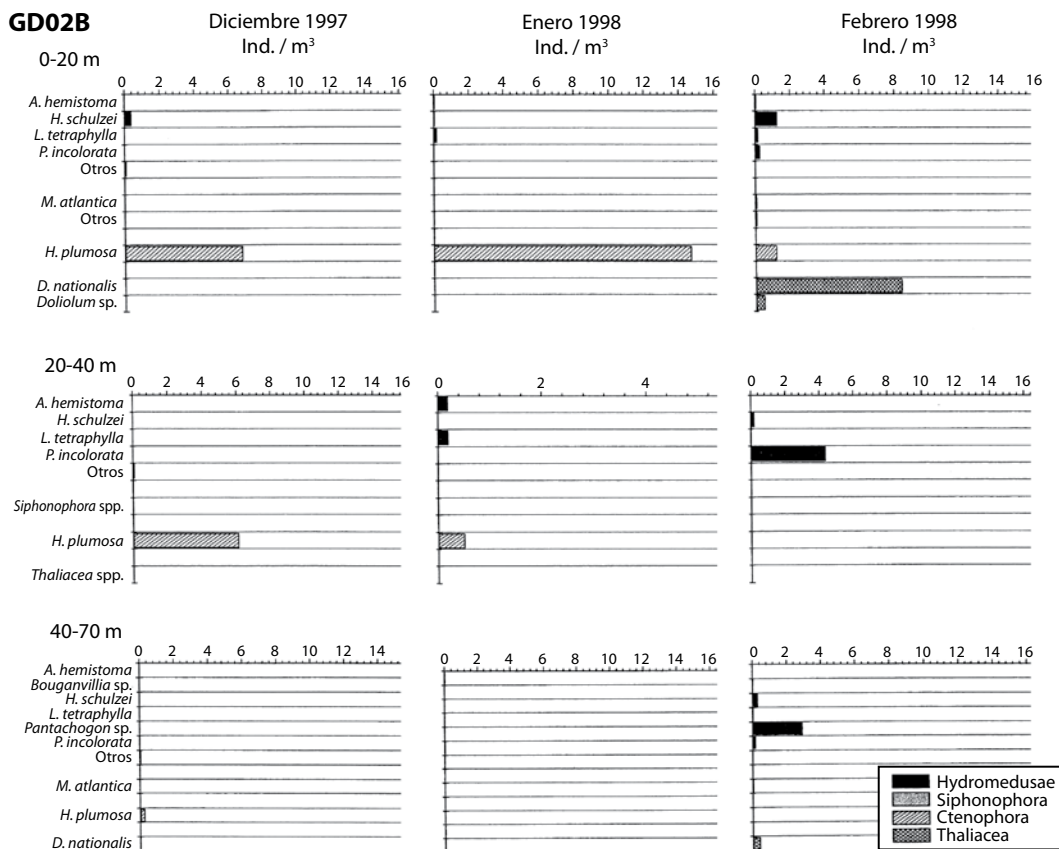 GD02B
Diciembre 1997 Enero 1998 Febrero 1998
Ind. / m³ Ind. / m³ Ind. / m³
0-20 m
0 2 4 6 8 10 12 14 16 0 2 4 6 8 10 12 14 16 0 2 4 6 8 10 12 14 16
A. hemistoma
H. schulzei
L. tetraphylla
P. incolorata
Otros
M. atlantica
Otros
H. plumosa
D. nationalis
Doliolum sp.
20-40 m
0 2 4 6 8 10 12 14 16 0 2 4 0 2 4 6 8 10 12 14 16
A. hemistoma
H. schulzei
L. tetraphylla
P. incolorata
Otros
Siphonophora spp.
H. plumosa
Thaliacea spp.
40-70 m
0 2 4 6 8 10 12 14 0 2 4 6 8 10 12 14 16 0 2 4 6 8 10 12 14 16
A. hemistoma
Bouganvillia sp.
H. schulzei
L. tetraphylla
Pantachogon sp.
P. incolorata
Otros
M. atlantica
H. plumosa
D. nationalis
Hydromedusae
Siphonophora
Ctenophora
Thaliacea